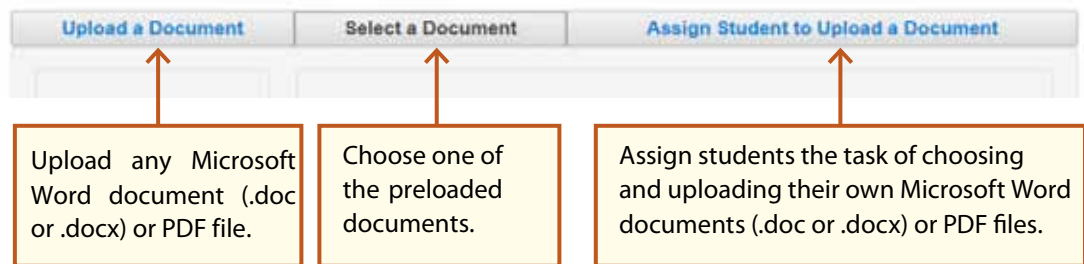 Upload a Document
Select a Document
Assign Student to Upload a Document
Upload any Microsoft
Word document (.doc
or .docx) or PDF file.
Choose one of
the preloaded
documents.
Assign students the task of choosing
and uploading their own Microsoft Word
documents (.doc or .docx) or PDF files.